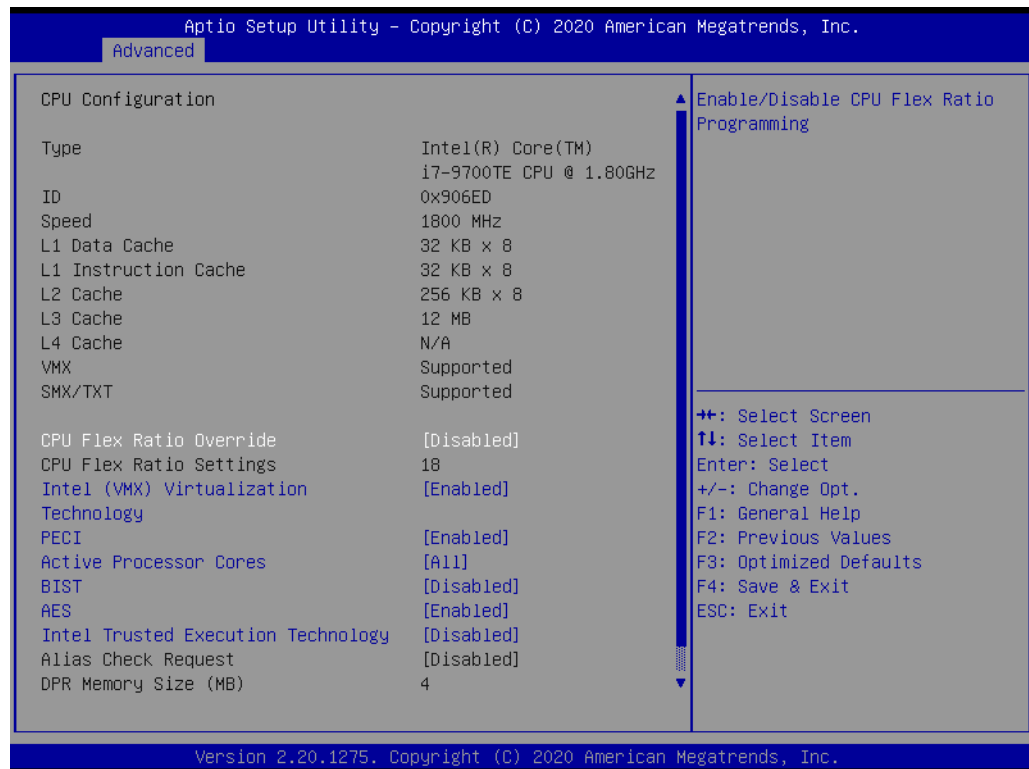 Aptio Setup Utility – Copyright (C) 2020 American Megatrends, Inc.
Advanced
CPU Configuration
Type Intel(R) Core(TM)
i7-9700TE CPU @ 1.80GHz
ID 0x906ED
Speed 1800 MHz
L1 Data Cache 32 KB x 8
L1 Instruction Cache 32 KB x 8
L2 Cache 256 KB x 8
L3 Cache 12 MB
L4 Cache N/A
VMX Supported
SMX/TXT Supported
CPU Flex Ratio Override [Disabled]
CPU Flex Ratio Settings 18
Intel (VMX) Virtualization [Enabled]
Technology
PECI [Enabled]
Active Processor Cores [All]
BIST [Disabled]
AES [Enabled]
Intel Trusted Execution Technology [Disabled]
Alias Check Request [Disabled]
DPR Memory Size (MB) 4
Enable/Disable CPU Flex Ratio
Programming
→←: Select Screen
↑↓: Select Item
Enter: Select
+/-: Change Opt.
F1: General Help
F2: Previous Values
F3: Optimized Defaults
F4: Save & Exit
ESC: Exit
Version 2.20.1275. Copyright (C) 2020 American Megatrends, Inc.